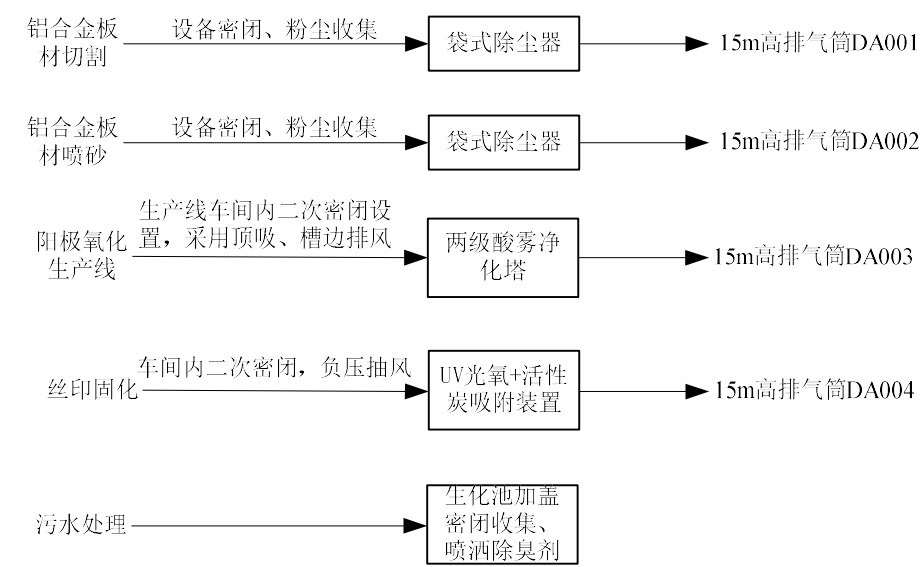 铝合金板
材切割
设备密闭、粉尘收集
袋式除尘器
15m高排气筒DA001
铝合金板
材喷砂
设备密闭、粉尘收集
袋式除尘器
15m高排气筒DA002
阳极氧化
生产线
生产线车间内二次密闭设
置，采用顶吸、槽边排风
两级酸雾净
化塔
15m高排气筒DA003
丝印固化
车间内二次密闭，负压抽风
UV光氧+活性
炭吸附装置
15m高排气筒DA004
污水处理
生化池加盖
密闭收集、
喷洒除臭剂